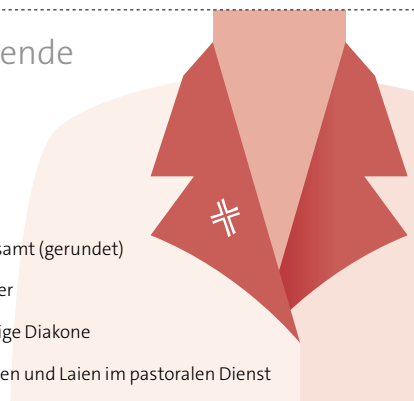 ende
samt (gerundet)
er
ige Diakone
en und Laien im pastoralen Dienst